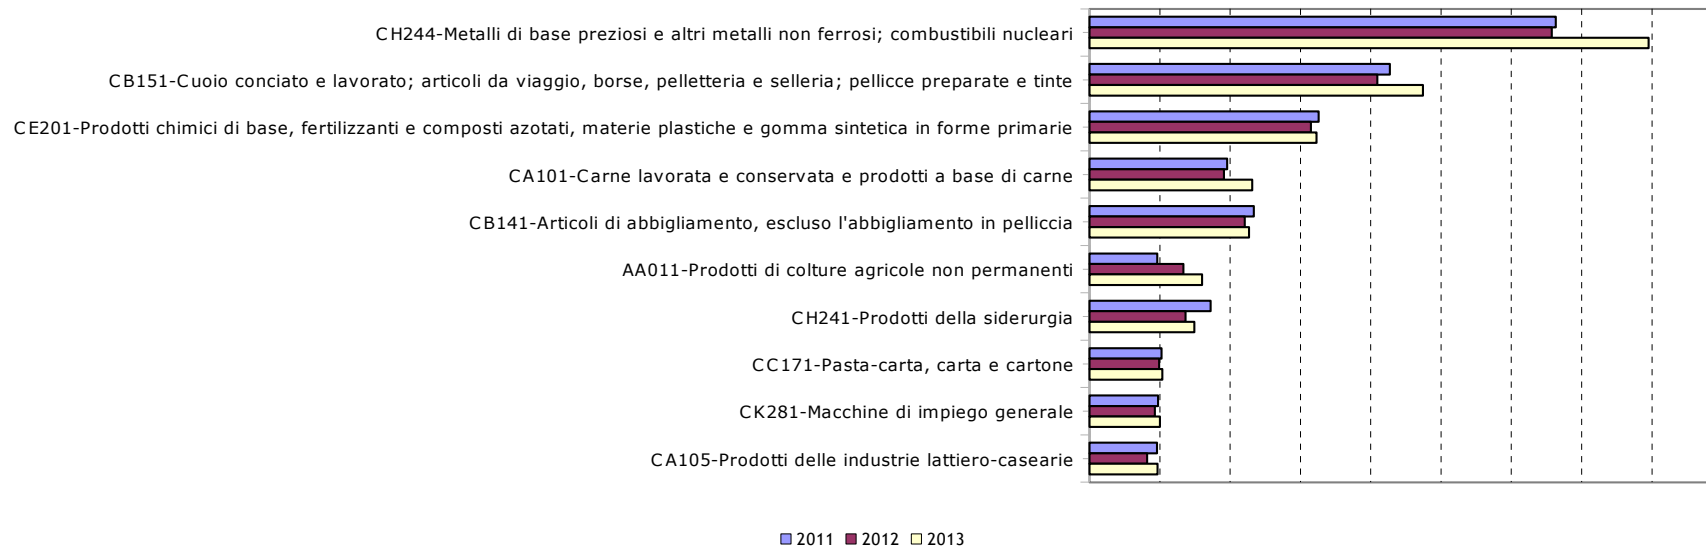 CH244-Metalli di base preziosi e altri metalli non ferrosi; combustibili nucleari
CB151-Cuoio conciato e lavorato; articoli da viaggio, borse, pelletteria e selleria; pellicce preparate e tinte
CE201-Prodotti chimici di base, fertilizzanti e composti azotati, materie plastiche e gomma sintetica in forme primarie
CA101-Carne lavorata e conservata e prodotti a base di carne
CB141-Articoli di abbigliamento, escluso l'abbigliamento in pelliccia
AA011-Prodotti di colture agricole non permanenti
CH241-Prodotti della siderurgia
CC171-Pasta-carta, carta e cartone
CK281-Macchine di impiego generale
CA105-Prodotti delle industrie lattiero-casearie
2011 2012 2013